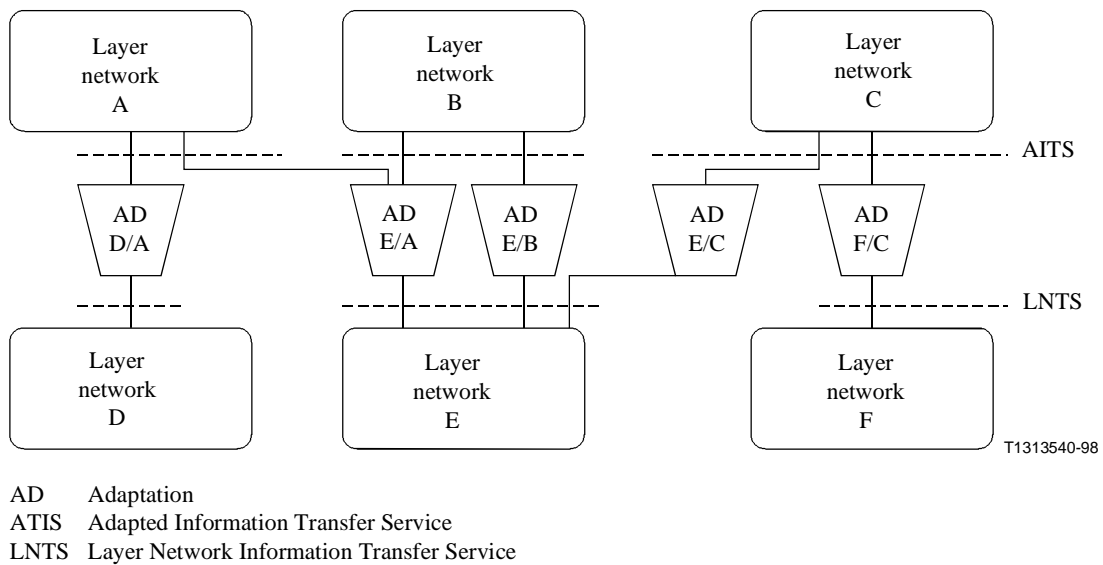 Layer
network
A
Layer
network
B
Layer
network
C
AITS
AD
D/A
AD
E/A
AD
E/B
AD
E/C
AD
F/C
LNTS
Layer
network
D
Layer
network
E
Layer
network
F
T1313540-98
AD Adaptation
ATIS Adapted Information Transfer Service
LNTS Layer Network Information Transfer Service